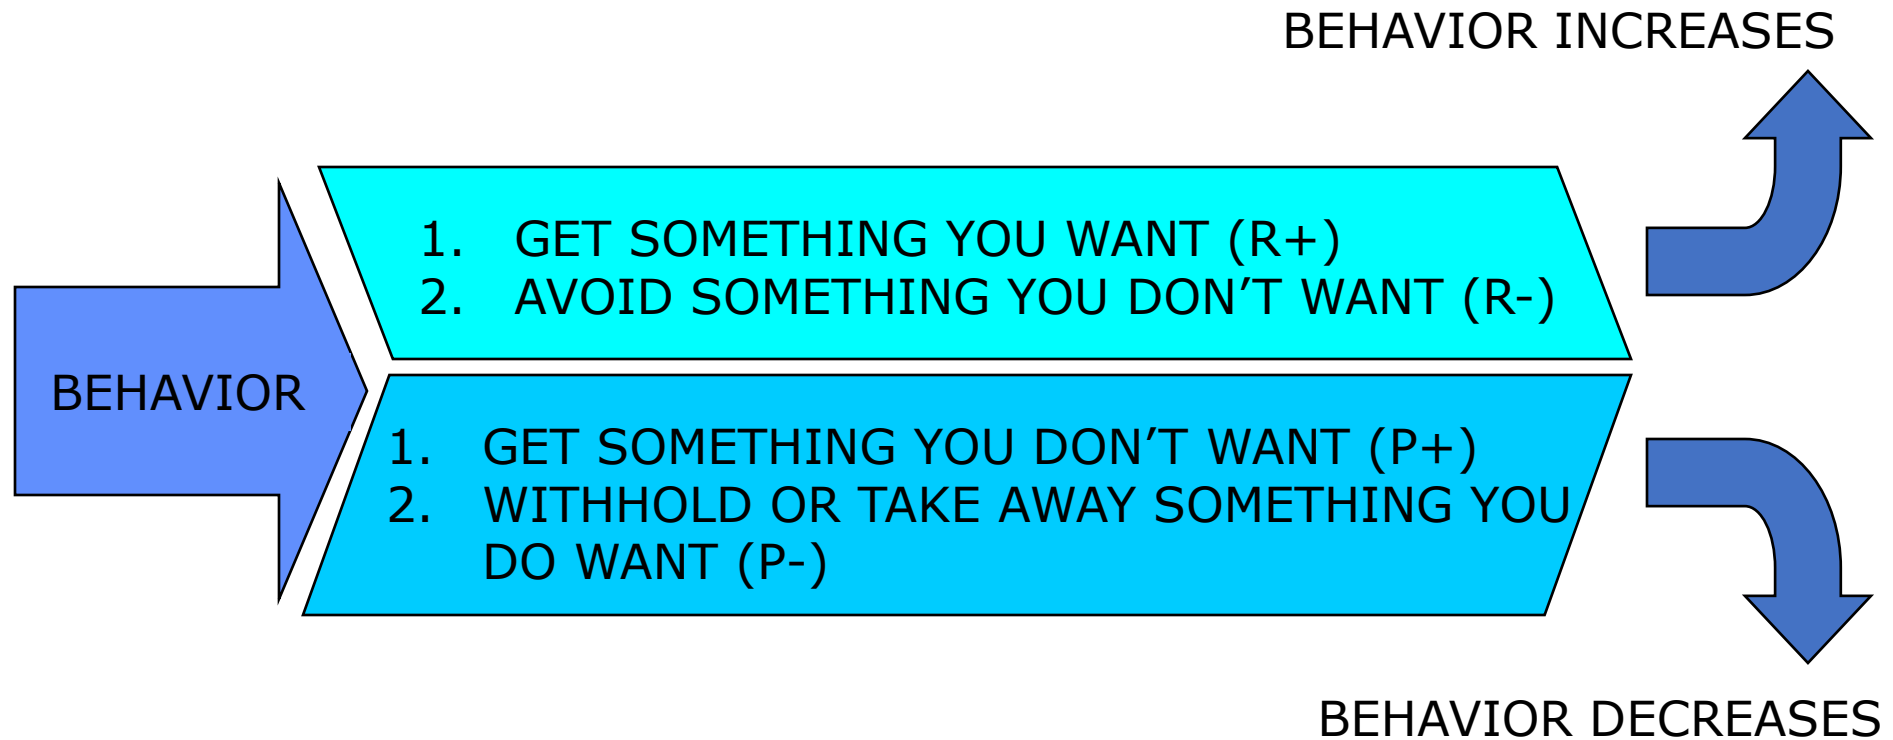 BEHAVIOR INCREASES
1. GET SOMETHING YOU WANT (R+)
2. AVOID SOMETHING YOU DON’T WANT (R-)
BEHAVIOR
1. GET SOMETHING YOU DON’T WANT (P+)
2. WITHHOLD OR TAKE AWAY SOMETHING YOU
DO WANT (P-)
BEHAVIOR DECREASES